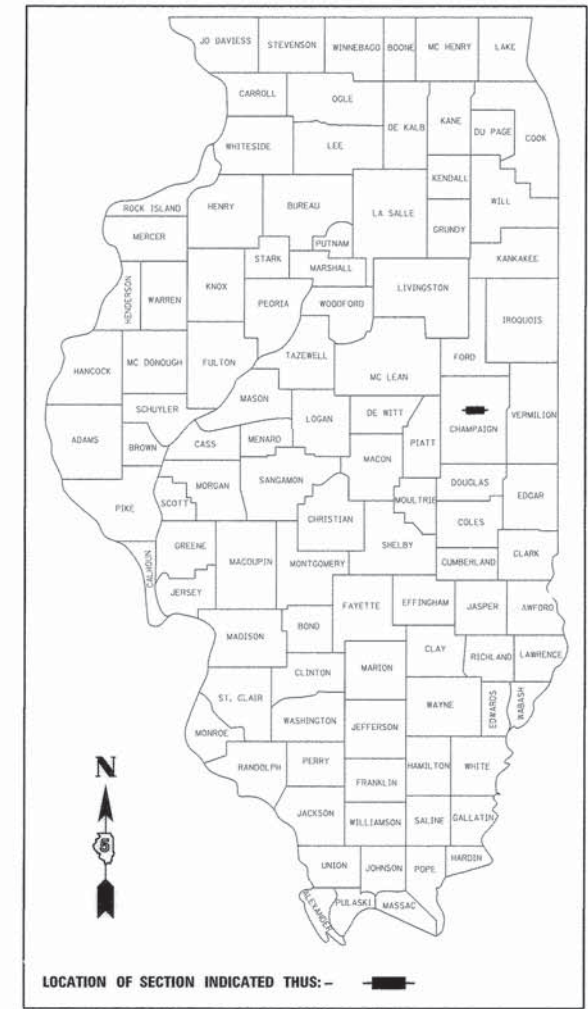 JO DAVIESS
STEVENSON
WINNEBAGO
BOONE
MC HENRY
LAKE
CARROLL
OGLE
DE KALB
KANE
DU PAGE
COOK
WHITESIDE
LEE
KENDALL
WILL
ROCK ISLAND
HENRY
BUREAU
LA SALLE
GRUNDY
MERCER
PUTNAM
KANKAKEE
STARK
MARSHALL
HENDERSON
WARREN
KNOX
PEORIA
WOODFORD
LIVINGSTON
IROQUOIS
HANCOCK
MC DONOUGH
FULTON
TAZEWELL
MC LEAN
FORD
MASON
SCHUYLER
LOGAN
DE WITT
CHAMPAIGN
VERMILION
ADAMS
BROWN
CASS
MENARD
PIATT
MACON
SANGAMON
MORGAN
SCOTT
DOUGLAS
EDGAR
PIKE
CHRISTIAN
MOULTRIE
COLES
GREENE
MACOUPIN
MONTGOMERY
SHELBY
CUMBERLAND
CLARK
CALHOUN
JERSEY
FAYETTE
EFFINGHAM
JASPER
AWFORD
BOND
MADISON
CLAY
RICHLAND
LAWRENCE
CLINTON
MARION
ST. CLAIR
WAYNE
EDWARDS
WABASH
WASHINGTON
JEFFERSON
MONROE
RANDOLPH
PERRY
HAMILTON
WHITE
FRANKLIN
JACKSON
WILLIAMSON
SALINE
GALLATIN
UNION
JOHNSON
POPE
HARDIN
ALEXANDER
PULASKI
MASSAC
N
5
LOCATION OF SECTION INDICATED THUS: –